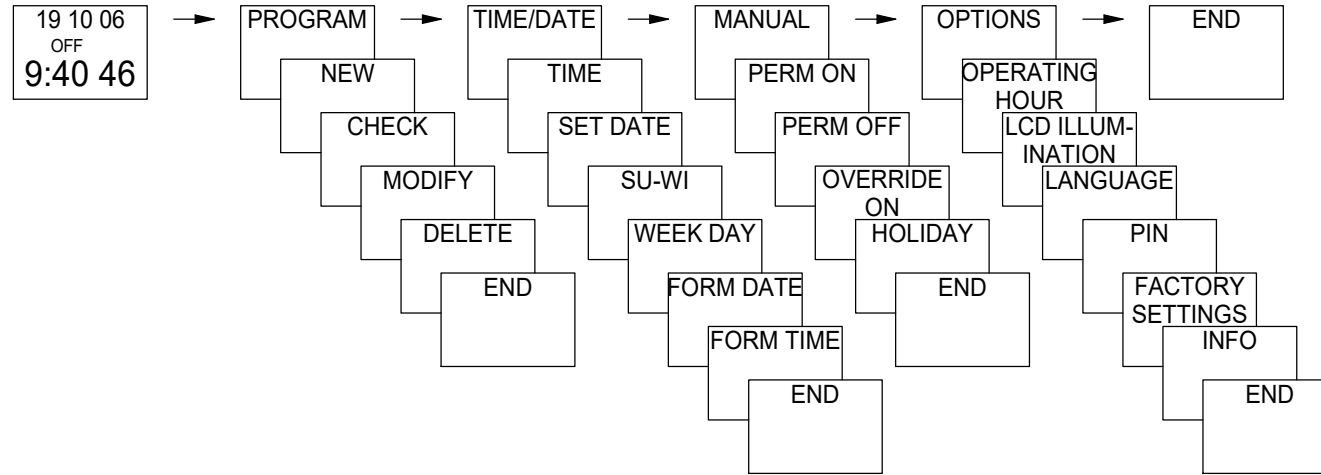 19 10 06
OFF
9:40 46
PROGRAM
NEW
CHECK
MODIFY
DELETE
END
TIME/DATE
TIME
SET DATE
SU-WI
WEEK DAY
FORM DATE
FORM TIME
END
MANUAL
PERM ON
PERM OFF
OVERRIDE
ON
HOLIDAY
END
OPTIONS
OPERATING
HOUR
LCD ILLUM-
INATION
LANGUAGE
PIN
FACTORY
SETTINGS
INFO
END
END